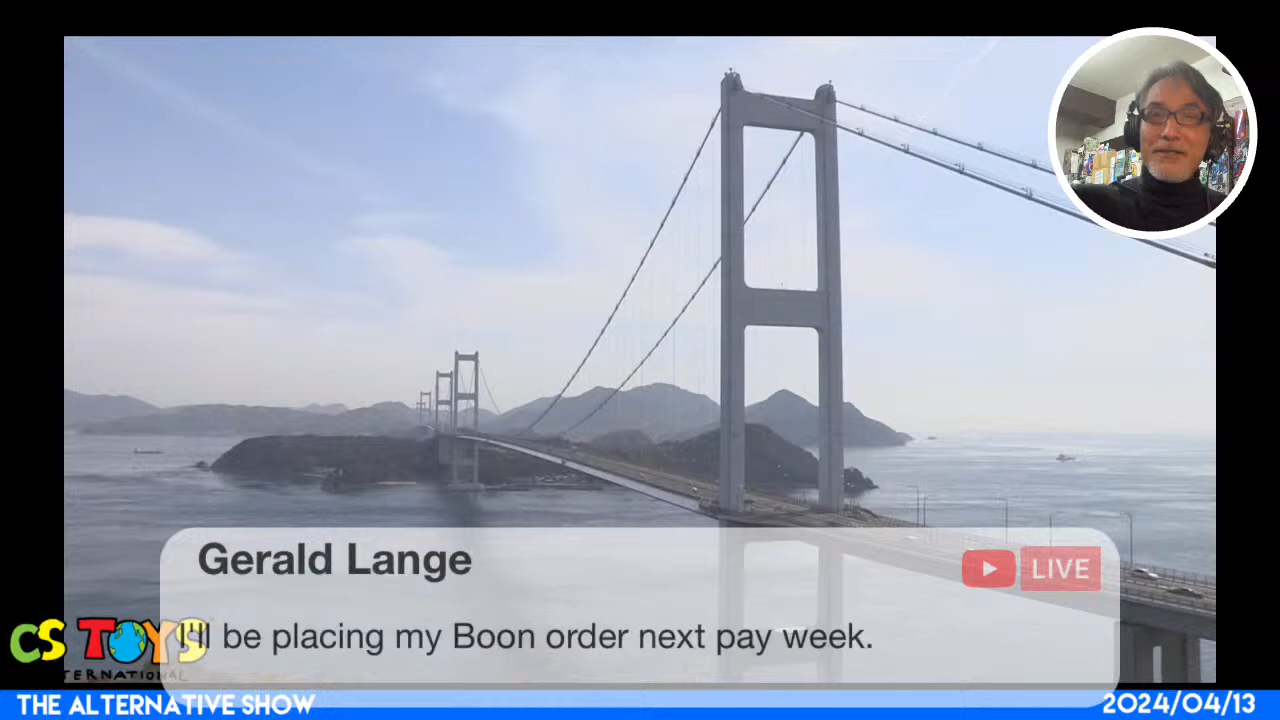 Gerald Lange
LIVE
I'll be placing my Boon order next pay week.
CS TOYS
TERNATIONAL
THE ALTERNATIVE SHOW
2024/04/13